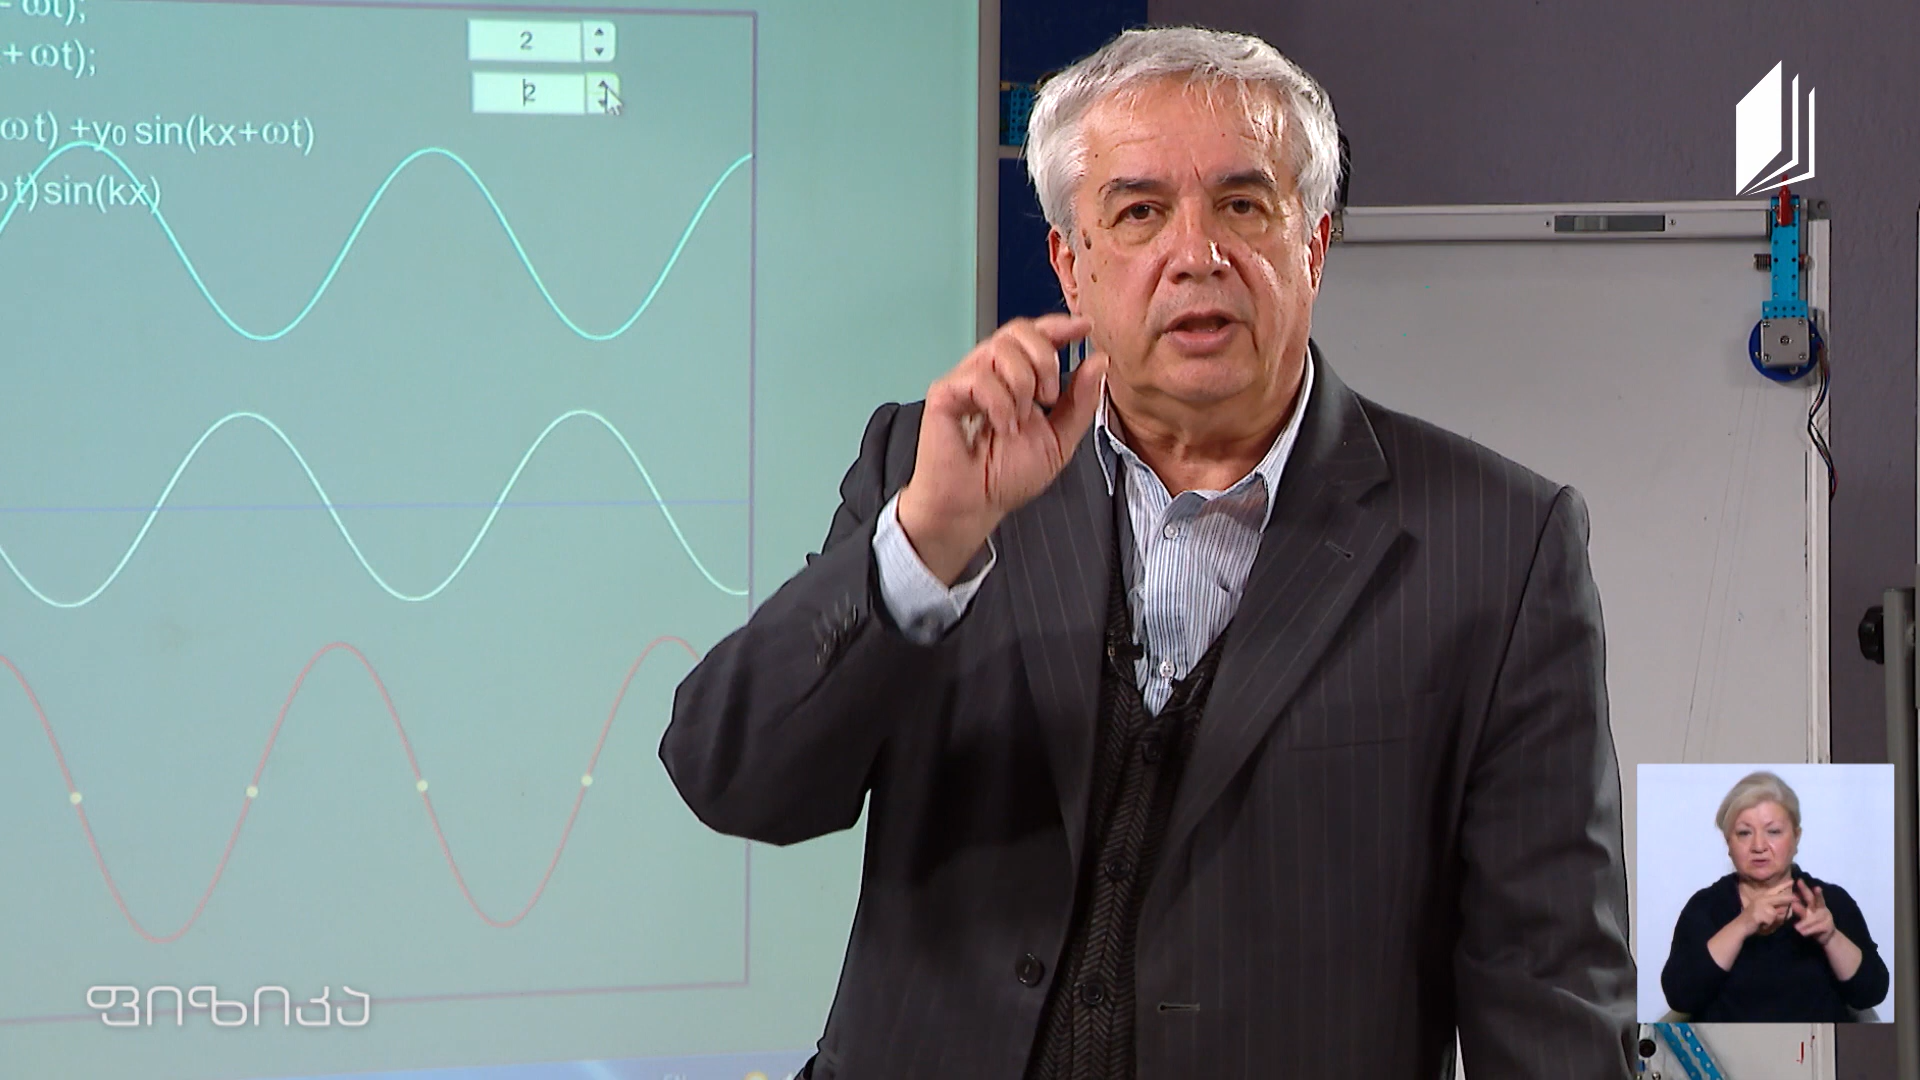 - ωt);
+ ωt);
2
2
ωt) +y₀ sin(kx+ωt)
t) sin(kx)
ფიზიკა